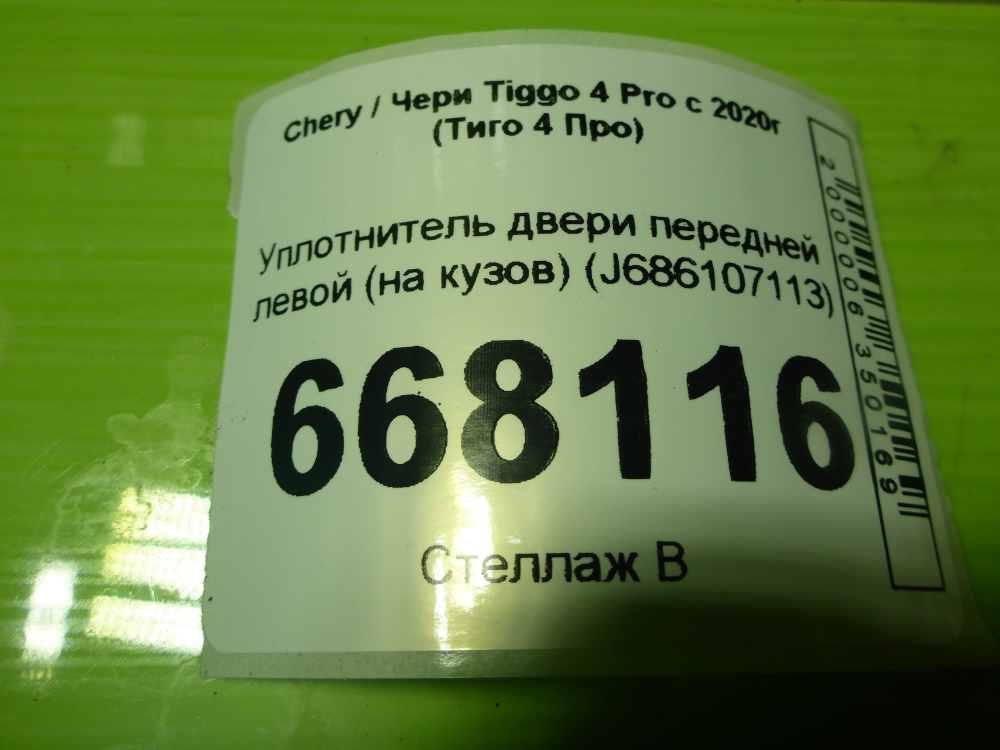 Chery / Чери Tiggo 4 Pro с 2020г
(Тиго 4 Про)
Уплотнитель двери передней
левой (на кузов) (J686107113)
668116
Стеллаж В
2000006350169